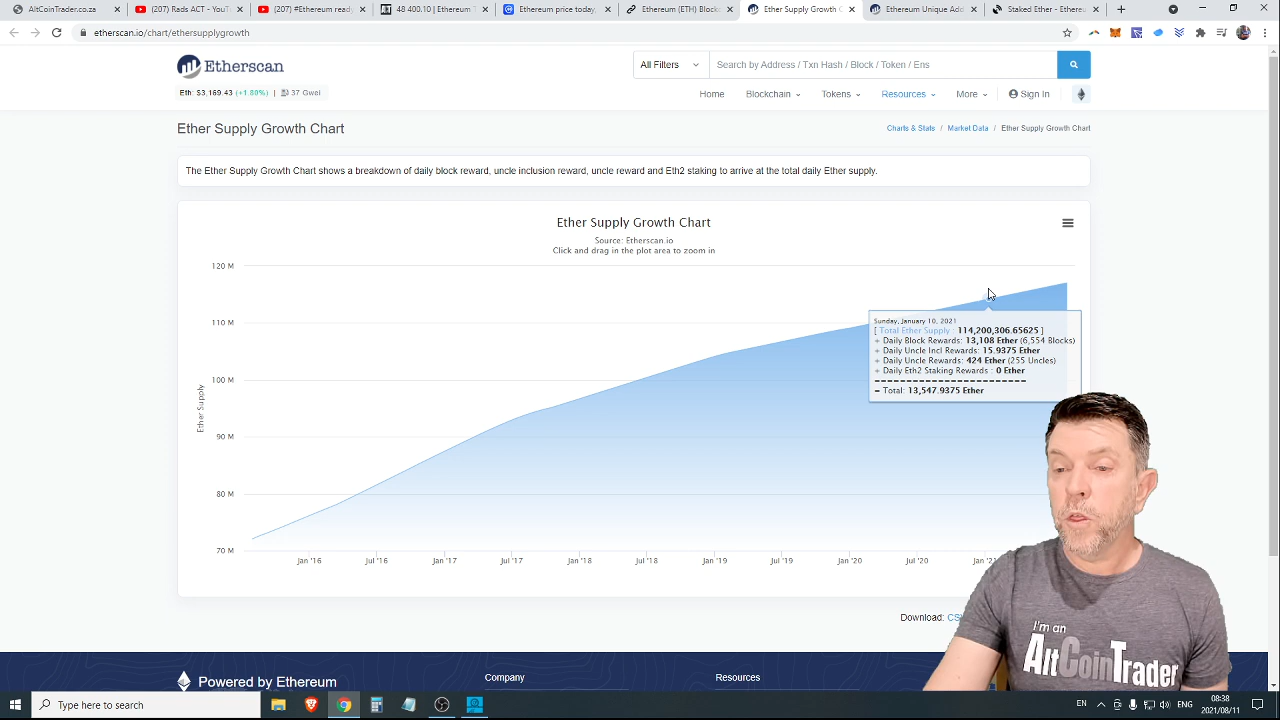 AltCoinTrader.co.za
(207) Rads ACT - YouT
(207) #Ethereum read
48 400.10 | Ethereum T
Ethereum price today,
Ethereum (ETH) Block
Ether Supply Growth C
Ethereum Unique Add
Staked Ether - Ethereu
etherscan.io/chart/ethersupplygrowth
Etherscan
All Filters
Search by Address / Txn Hash / Block / Token / Ens
Eth: $3,169.43 (+1.80%) | 37 Gwei
Home
Blockchain
Tokens
Resources
More
Sign In
Ether Supply Growth Chart
Charts & Stats / Market Data / Ether Supply Growth Chart
The Ether Supply Growth Chart shows a breakdown of daily block reward, uncle inclusion reward, uncle reward and Eth2 staking to arrive at the total daily Ether supply.
Ether Supply Growth Chart
Source: Etherscan.io
Click and drag in the plot area to zoom in
120 M
110 M
100 M
90 M
80 M
70 M
Ether Supply
Sunday, January 10, 2021
[ Total Ether Supply : 114,200,306.65625 ]
+ Daily Block Rewards: 13,108 Ether (6,554 Blocks)
+ Daily Uncle Incl Rewards: 15.9375 Ether
+ Daily Uncle Rewards: 424 Ether (255 Uncles)
+ Daily Eth2 Staking Rewards : 0 Ether
= Total: 13,547.9375 Ether
Jan '16
Jul '16
Jan '17
Jul '17
Jan '18
Jul '18
Jan '19
Jul '19
Jan '20
Jul '20
Download:
Powered by Ethereum
Company
Resources
I'm an
AltCoinTrader
Type here to search
EN
ENG
08:38
2021/08/11